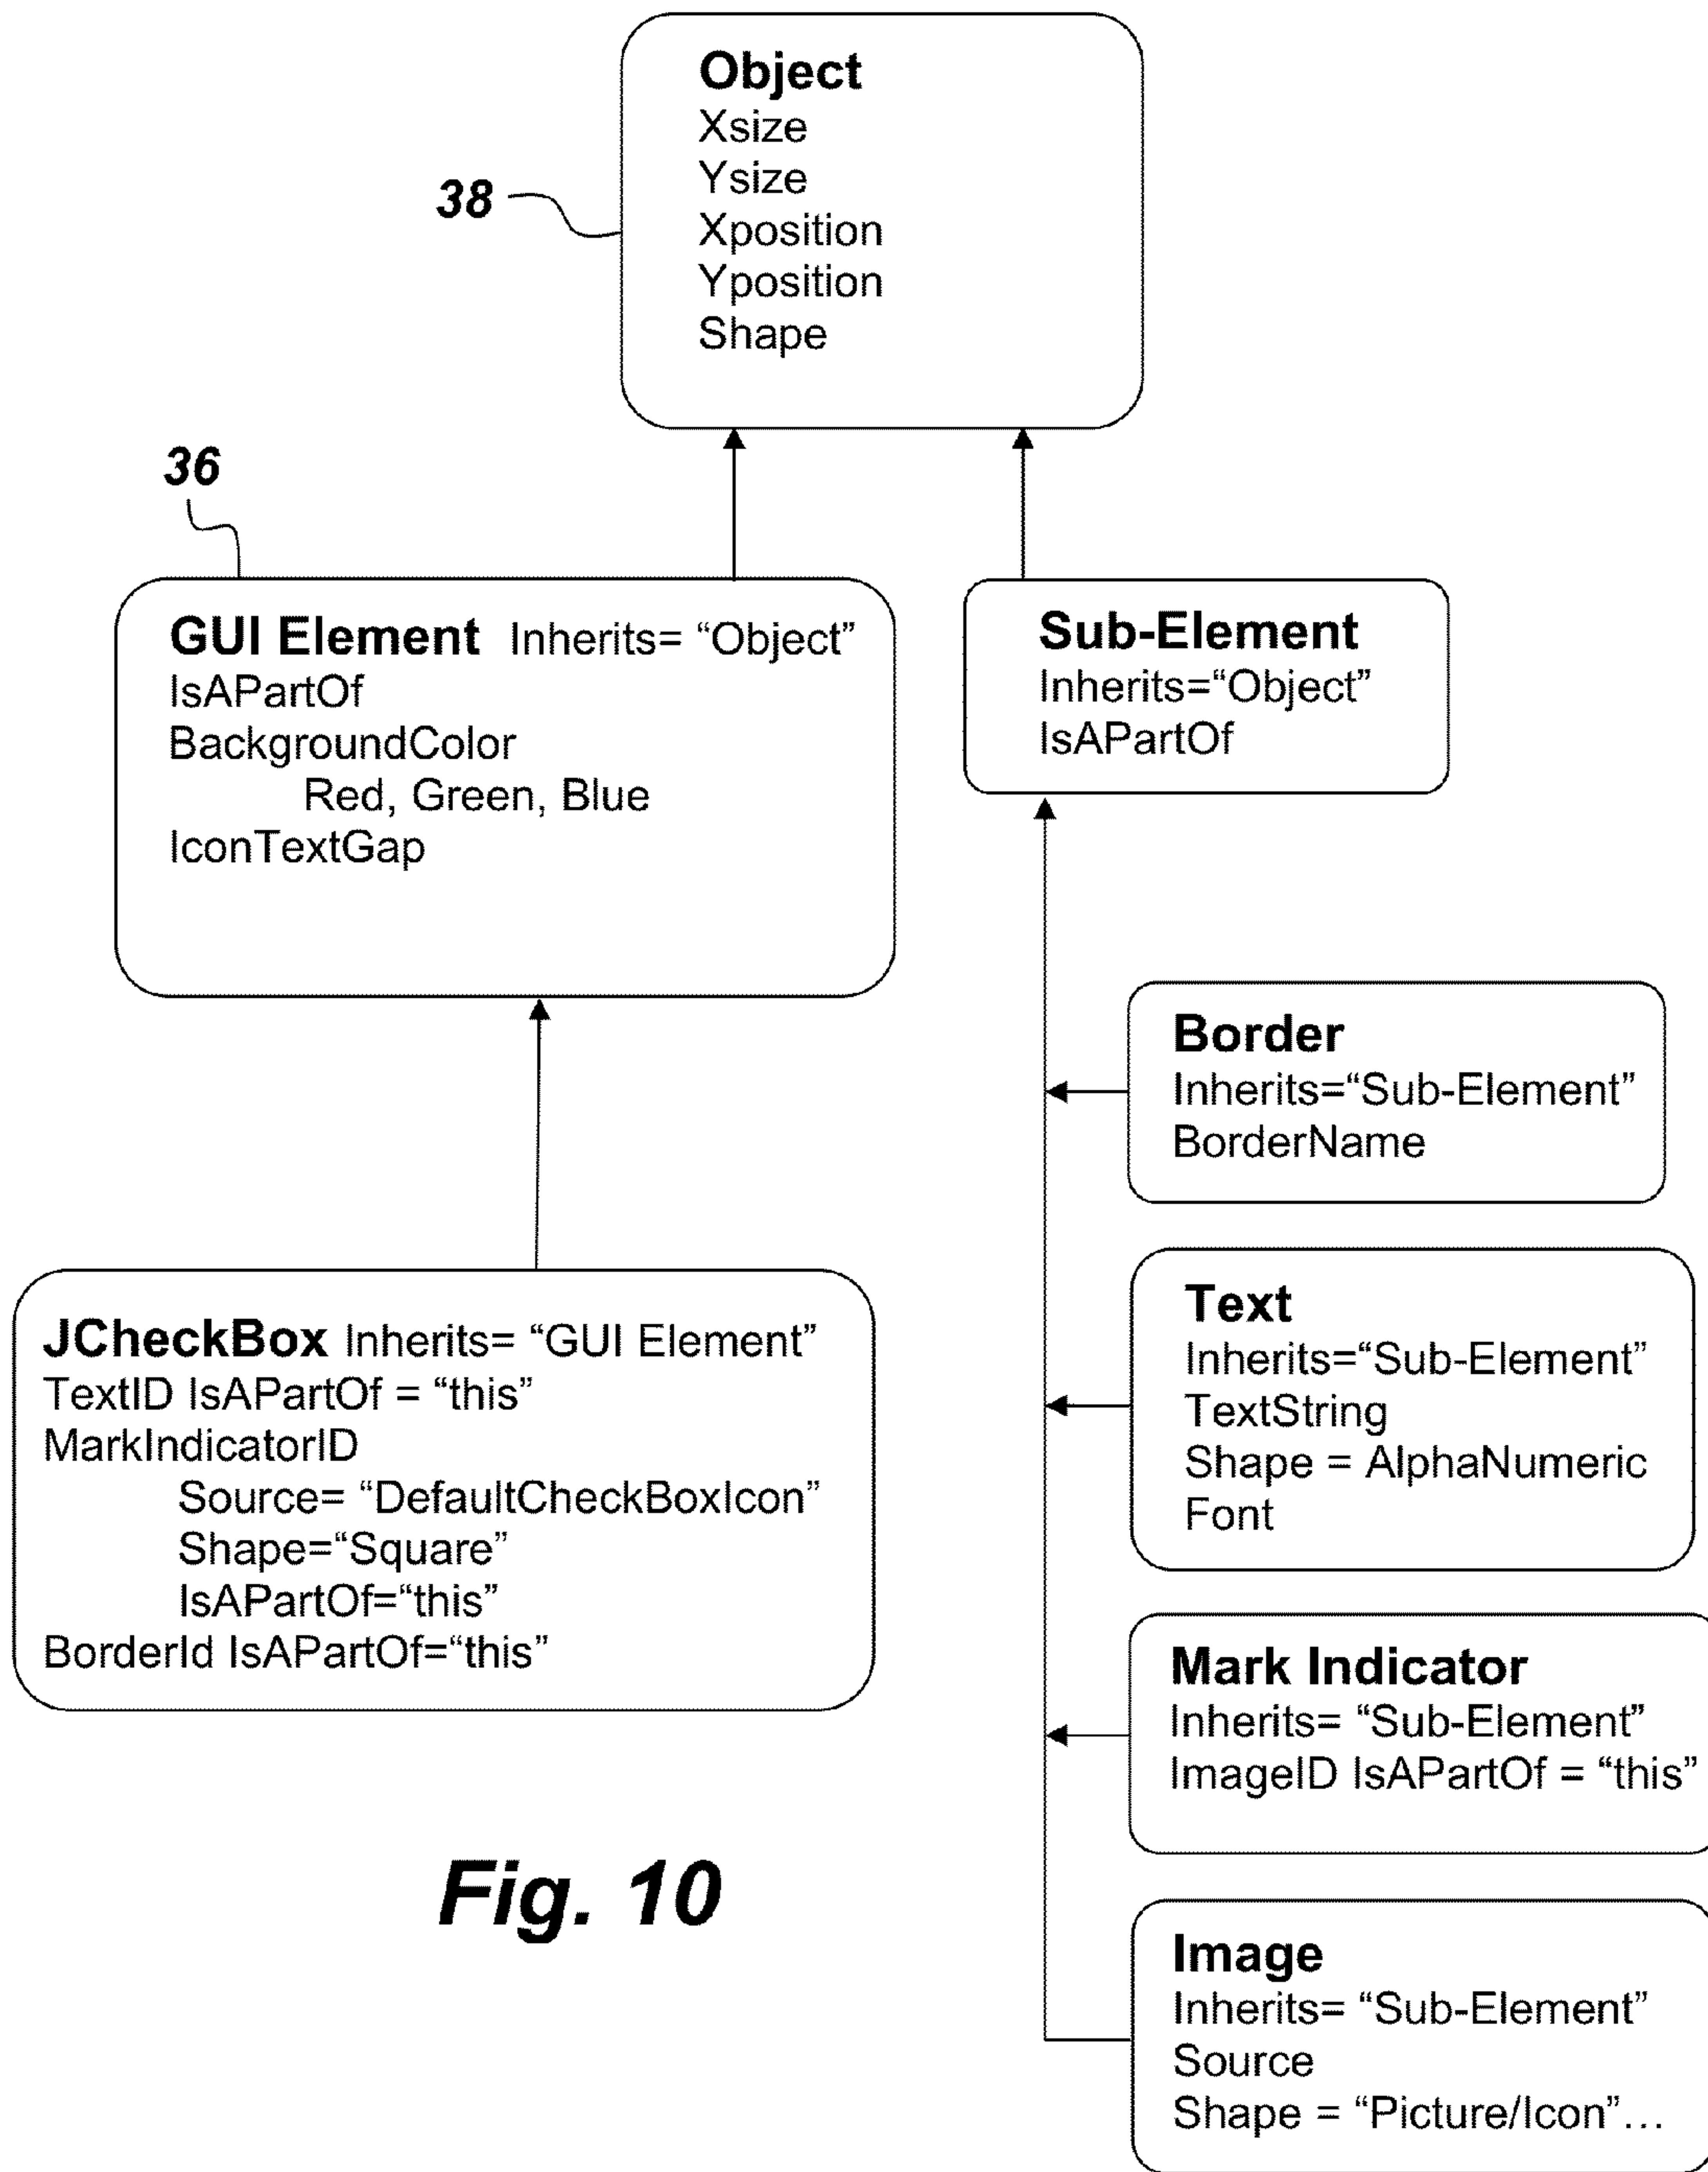 Object
Xsize
Ysize
38
Xposition
Yposition
Shape
36
GUI Element Inherits= “Object”
IsAPartOf
BackgroundColor
Red, Green, Blue
IconTextGap
Sub-Element
Inherits=“Object”
IsAPartOf
Border
Inherits=“Sub-Element”
BorderName
JCheckBox Inherits= “GUI Element”
TextID IsAPartOf = “this”
MarkIndicatorID
Source= “DefaultCheckBoxIcon”
Shape=“Square”
IsAPartOf=“this”
BorderId IsAPartOf=“this”
Text
Inherits=“Sub-Element”
TextString
Shape = AlphaNumeric
Font
Mark Indicator
Inherits= “Sub-Element”
ImageID IsAPartOf = “this”
Image
Inherits= “Sub-Element”
Source
Shape = “Picture/Icon”…
Fig. 10